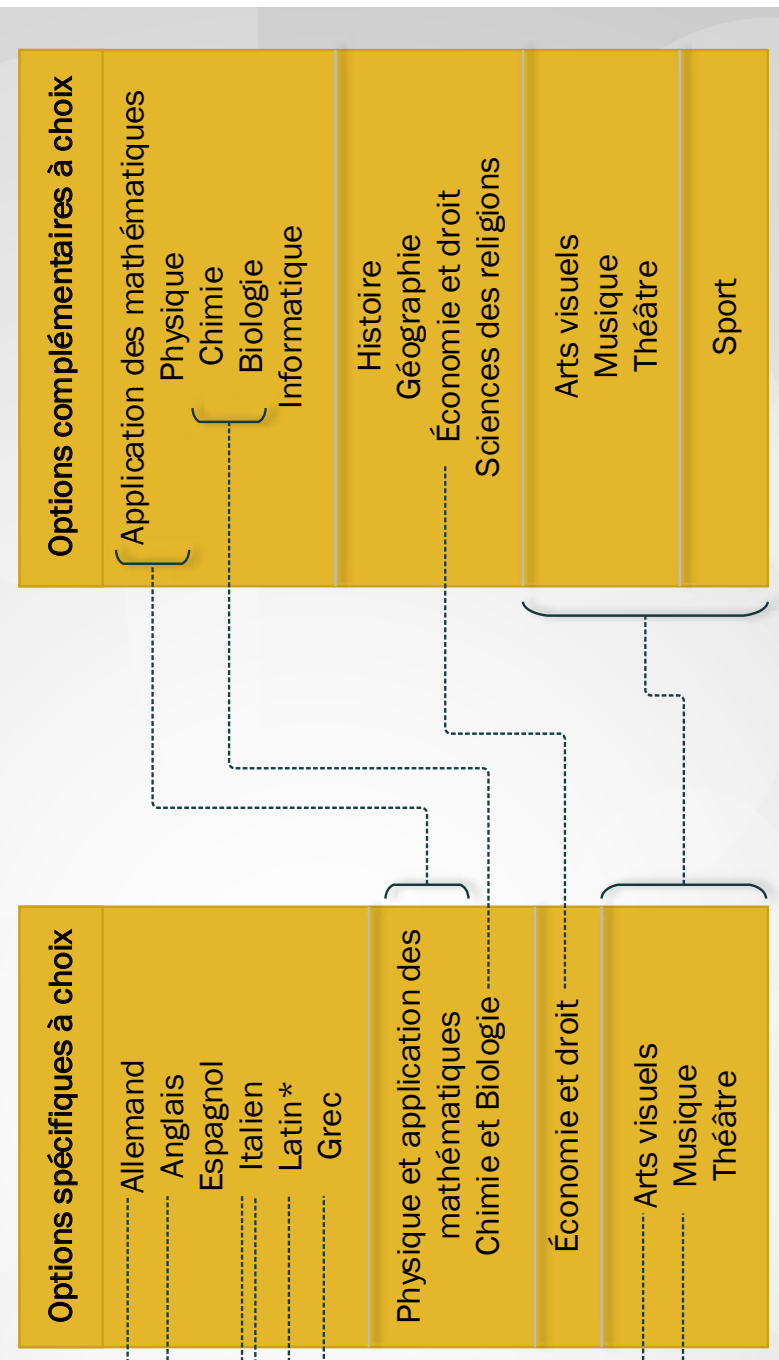 Options spécifiques à choix
Allemand
Anglais
Espagnol
Italien
Latin*
Grec
Physique et application des
mathématiques
Chimie et Biologie
Économie et droit
Arts visuels
Musique
Théâtre
Options complémentaires à choix
Application des mathématiques
Physique
Chimie
Biologie
Informatique
Histoire
Géographie
Économie et droit
Sciences des religions
Arts visuels
Musique
Théâtre
Sport